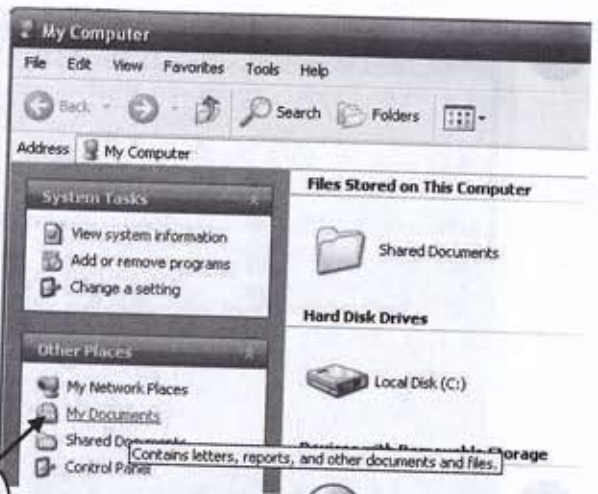 My Computer
File Edit View Favorites Tools Help
Back Search Folders
Address My Computer
System Tasks
View system information
Add or remove programs
Change a setting
Other Places
My Network Places
My Documents
Shared Documents
Control Panel
Files Stored on This Computer
Shared Documents
Hard Disk Drives
Local Disk (C:)
Devices with Removable Storage
Contains letters, reports, and other documents and files.